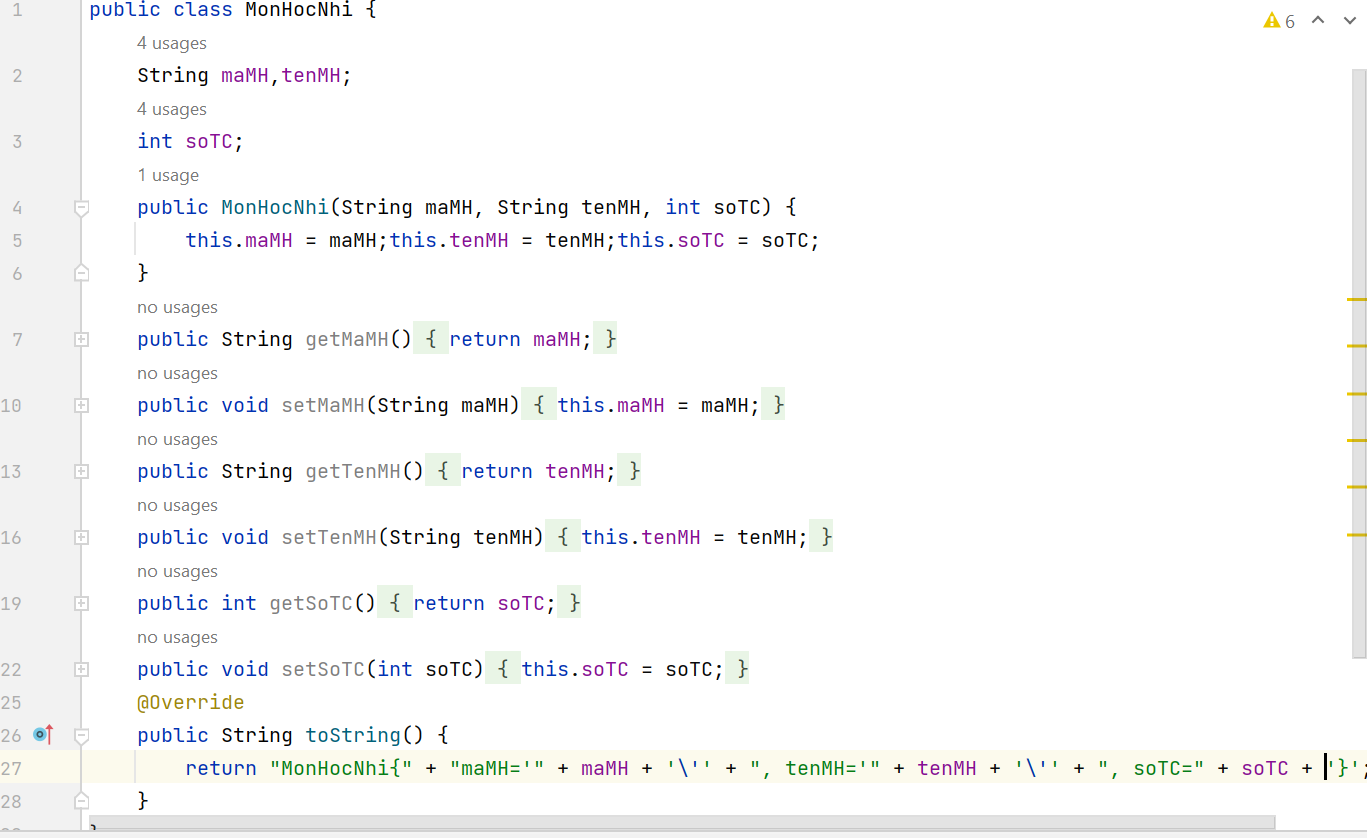 1 public class MonHocNhi {
6
4 usages
2 String maMH,tenMH;
4 usages
3 int soTC;
1 usage
4 public MonHocNhi(String maMH, String tenMH, int soTC) {
5 this.maMH = maMH;this.tenMH = tenMH;this.soTC = soTC;
6 }
no usages
7 public String getMaMH() { return maMH; }
no usages
10 public void setMaMH(String maMH) { this.maMH = maMH; }
no usages
13 public String getTenMH() { return tenMH; }
no usages
16 public void setTenMH(String tenMH) { this.tenMH = tenMH; }
no usages
19 public int getSoTC() { return soTC; }
no usages
22 public void setSoTC(int soTC) { this.soTC = soTC; }
25 @Override
26 public String toString() {
27 return "MonHocNhi{" + "maMH='" + maMH + '\'' + ", tenMH='" + tenMH + '\'' + ", soTC=" + soTC + '}';
28 }